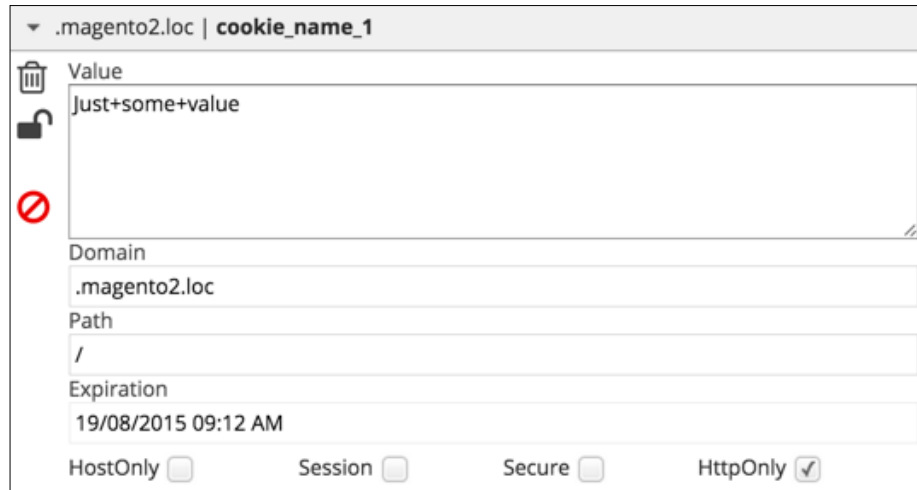 .magento2.loc | cookie_name_1
Value
Just+some+value
Domain
.magento2.loc
Path
/
Expiration
19/08/2015 09:12 AM
HostOnly Session Secure HttpOnly